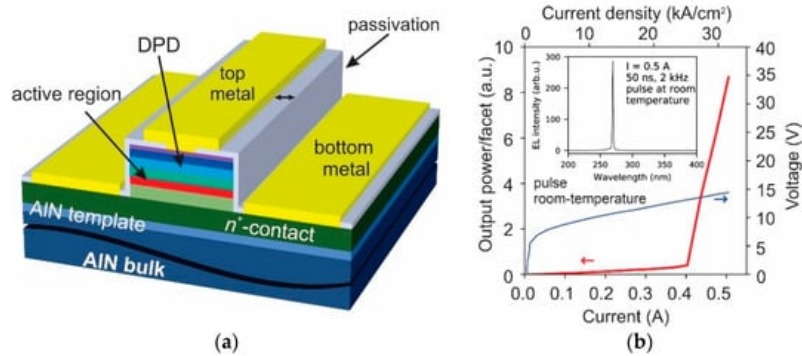 DPD
passivation
active region
top
metal
bottom
metal
AlN template
n⁺-contact
AlN bulk
(a)
(b)
Current density (kA/cm²)
0 10 20 30
Output power/facet (a.u.)
10
8
6
4
2
0
Voltage (V)
40
35
30
25
20
15
10
5
0
EL intensity (arb.u.)
300
200
100
0
I = 0.5 A
50 ns, 2 kHz
pulse at room
temperature
200 250 300 350 400
Wavelength (nm)
pulse
room-temperature
0.0 0.1 0.2 0.3 0.4 0.5
Current (A)